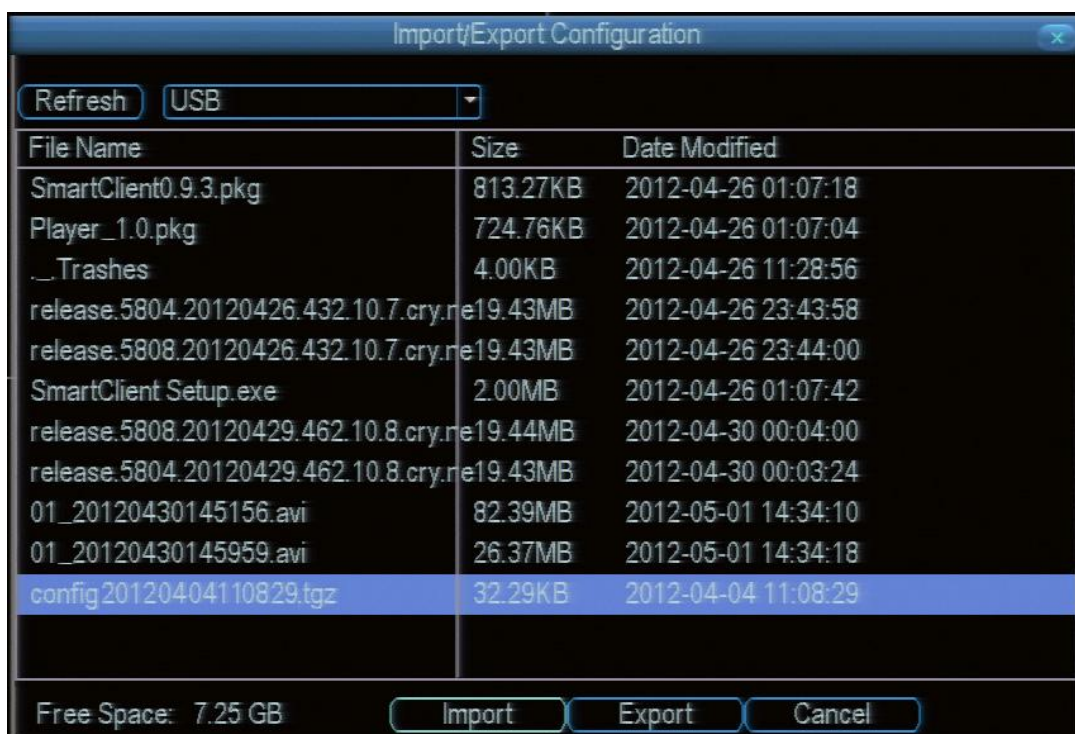 Import/Export Configuration
Refresh USB
File Name Size Date Modified
SmartClient0.9.3.pkg 813.27KB 2012-04-26 01:07:18
Player_1.0.pkg 724.76KB 2012-04-26 01:07:04
._.Trashes 4.00KB 2012-04-26 11:28:56
release.5804.20120426.432.10.7.cry.ne19.43MB 2012-04-26 23:43:58
release.5808.20120426.432.10.7.cry.ne19.43MB 2012-04-26 23:44:00
SmartClient Setup.exe 2.00MB 2012-04-26 01:07:42
release.5808.20120429.462.10.8.cry.ne19.44MB 2012-04-30 00:04:00
release.5804.20120429.462.10.8.cry.ne19.43MB 2012-04-30 00:03:24
01_20120430145156.avi 82.39MB 2012-05-01 14:34:10
01_20120430145959.avi 26.37MB 2012-05-01 14:34:18
config20120404110829.tgz 32.29KB 2012-04-04 11:08:29
Free Space: 7.25 GB Import Export Cancel